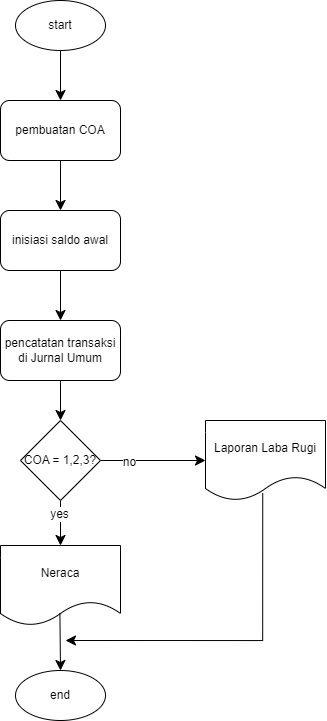 start
pembuatan COA
inisiasi saldo awal
pencatatan transaksi
di Jurnal Umum
COA = 1,2,3?
no
Laporan Laba Rugi
yes
Neraca
end